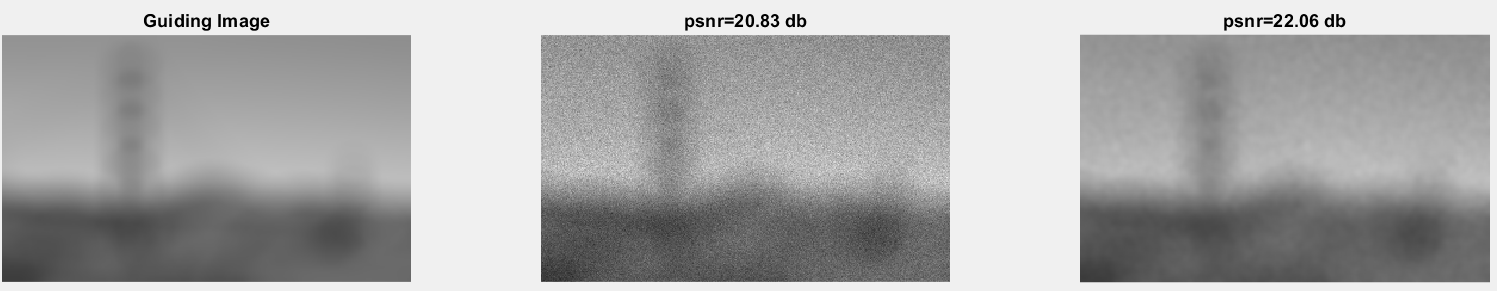 Guiding Image
psnr=20.83 db
psnr=22.06 db